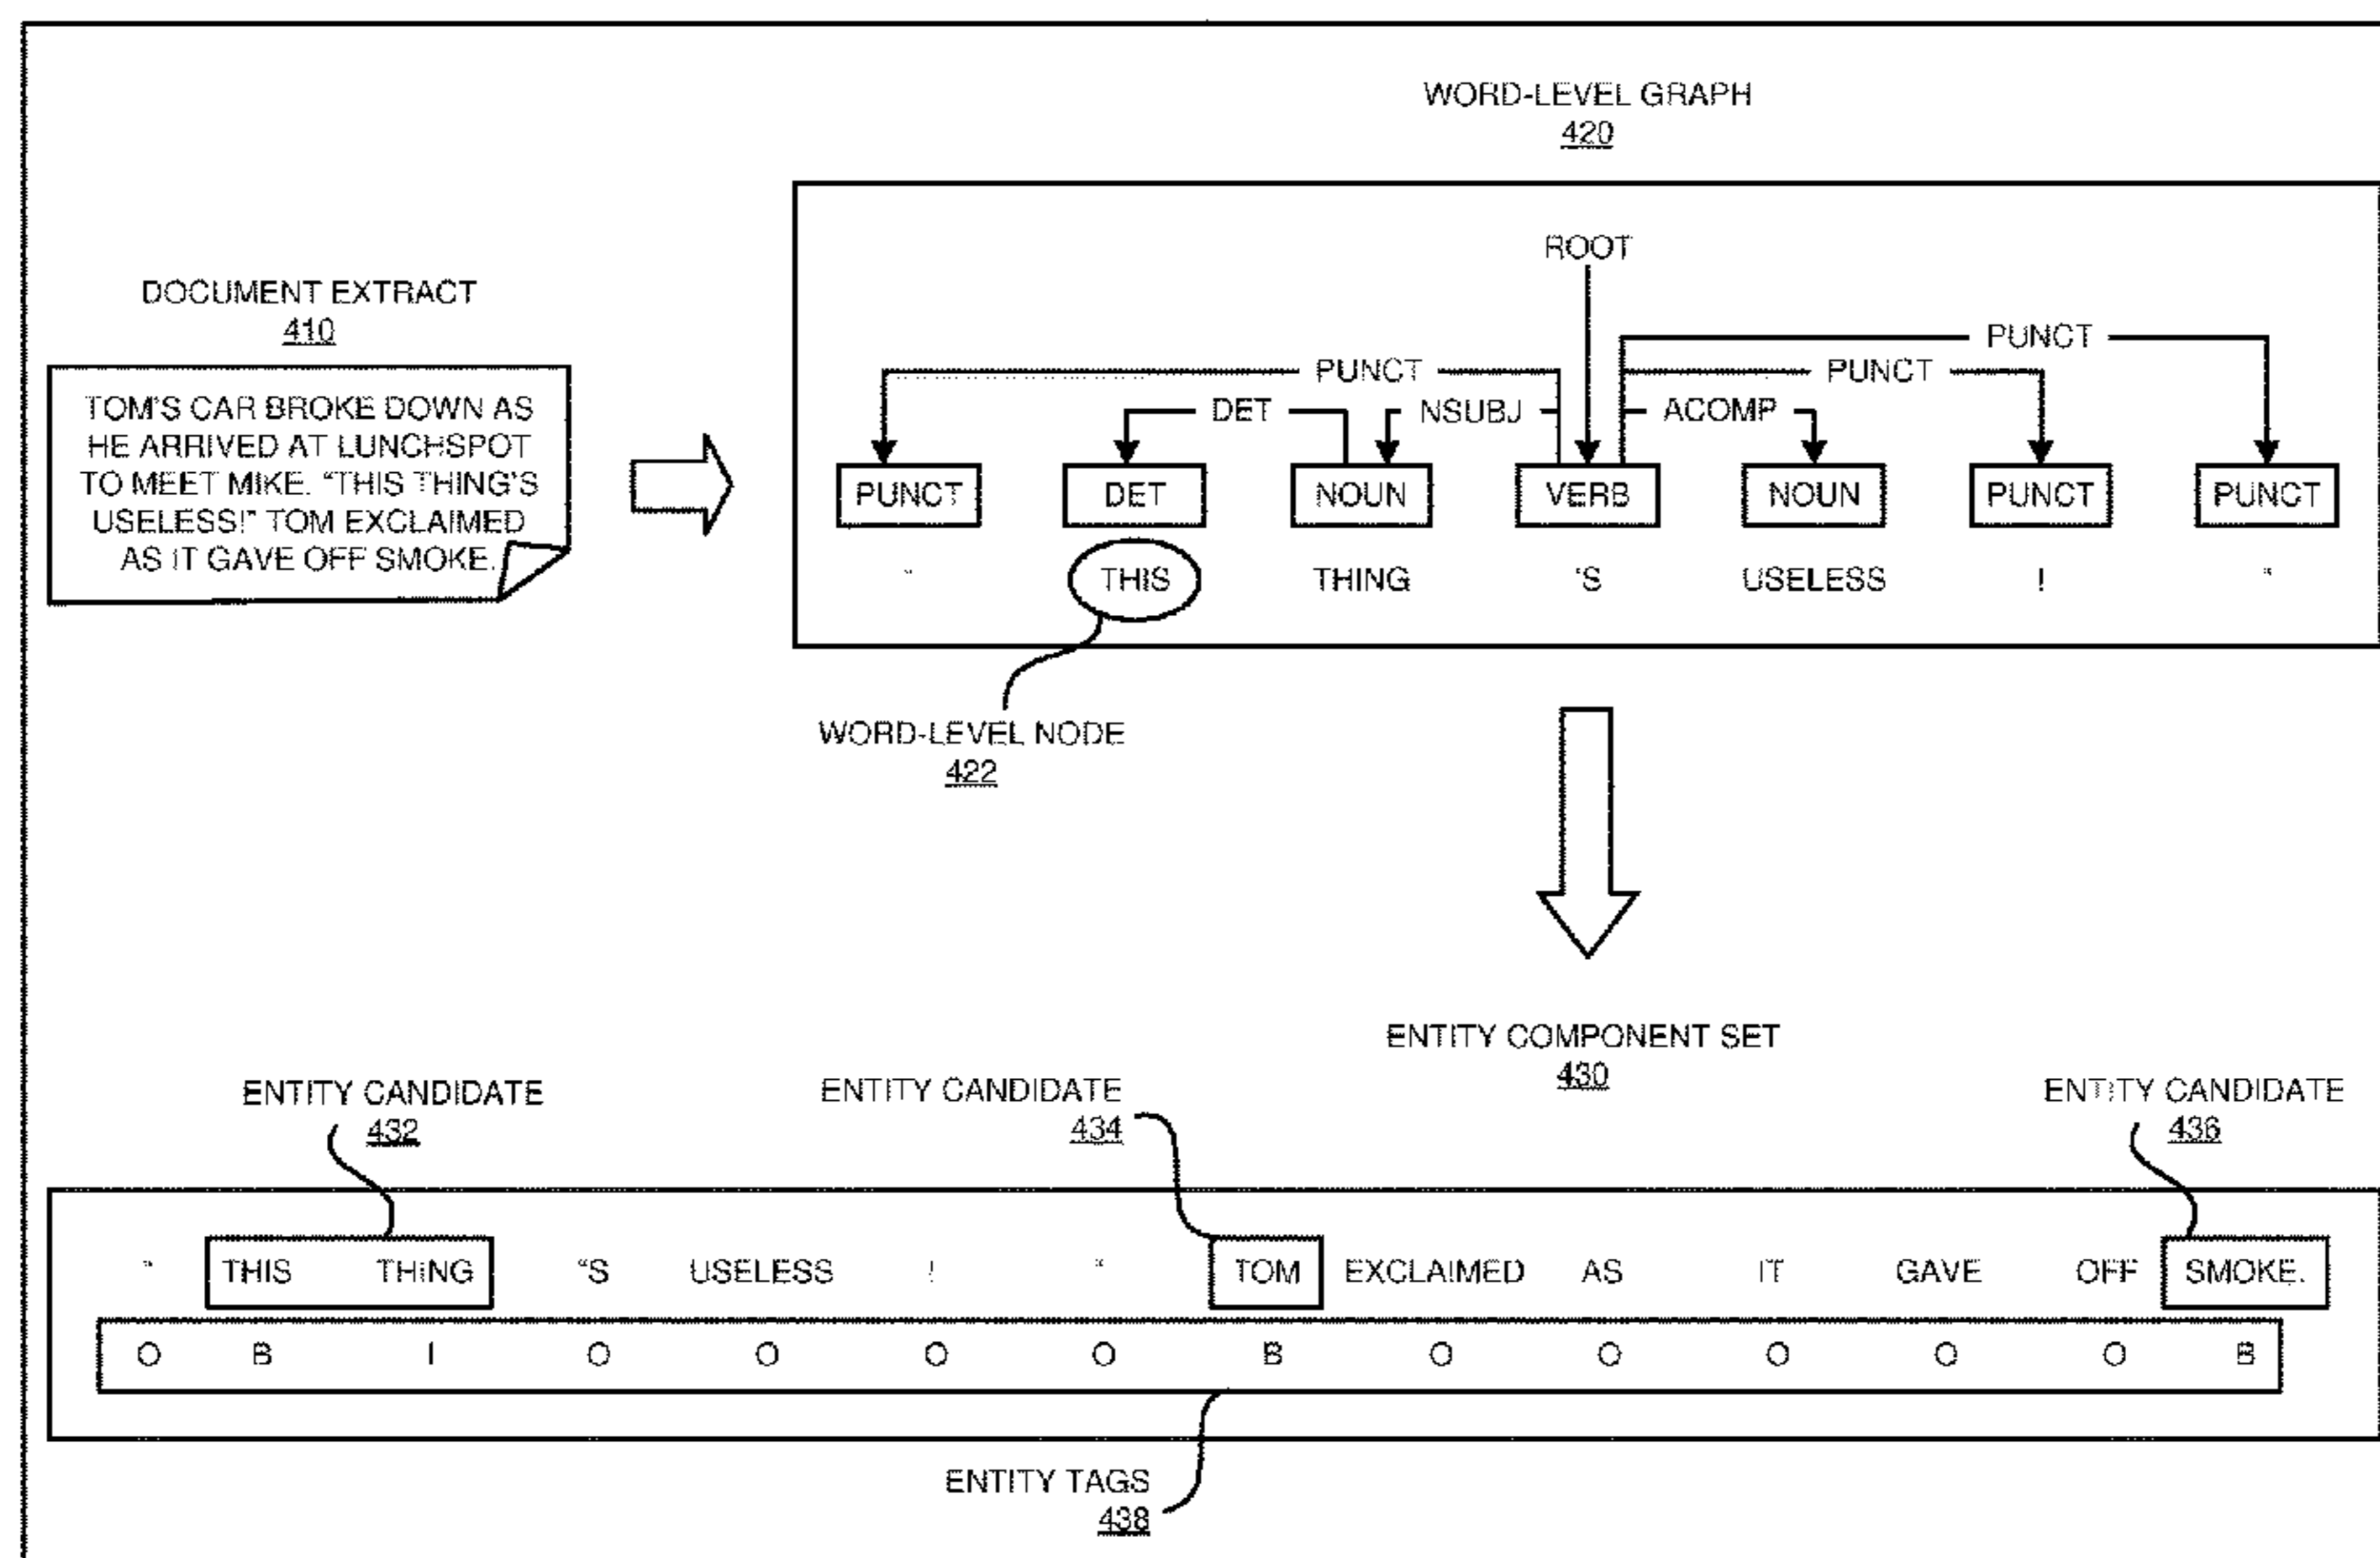 WORD-LEVEL GRAPH
420
DOCUMENT EXTRACT
410
TOM'S CAR BROKE DOWN AS
HE ARRIVED AT LUNCHSPOT
TO MEET MIKE. “THIS THING'S
USELESS!” TOM EXCLAIMED
AS IT GAVE OFF SMOKE.
ROOT
PUNCT
PUNCT PUNCT
DET NSUBJ ACOMP
PUNCT DET NOUN VERB NOUN PUNCT PUNCT
“ THIS THING 'S USELESS ! “
WORD-LEVEL NODE
422
ENTITY COMPONENT SET
430
ENTITY CANDIDATE
432
ENTITY CANDIDATE
434
ENTITY CANDIDATE
436
“ THIS THING “S USELESS ! “ TOM EXCLAIMED AS IT GAVE OFF SMOKE.
O B I O O O O B O O O O O B
ENTITY TAGS
438